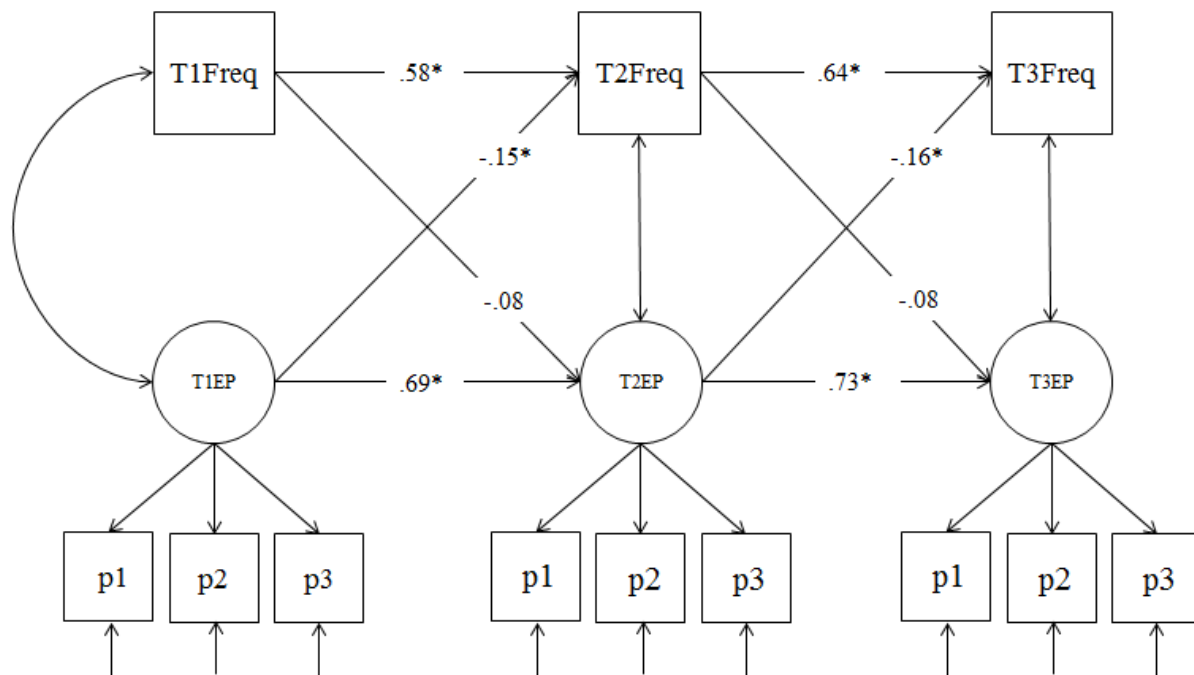 T1Freq
.58*
T2Freq
.64*
T3Freq
-.15*
-.16*
-.08
-.08
T1EP
.69*
T2EP
.73*
T3EP
p1
p2
p3
p1
p2
p3
p1
p2
p3